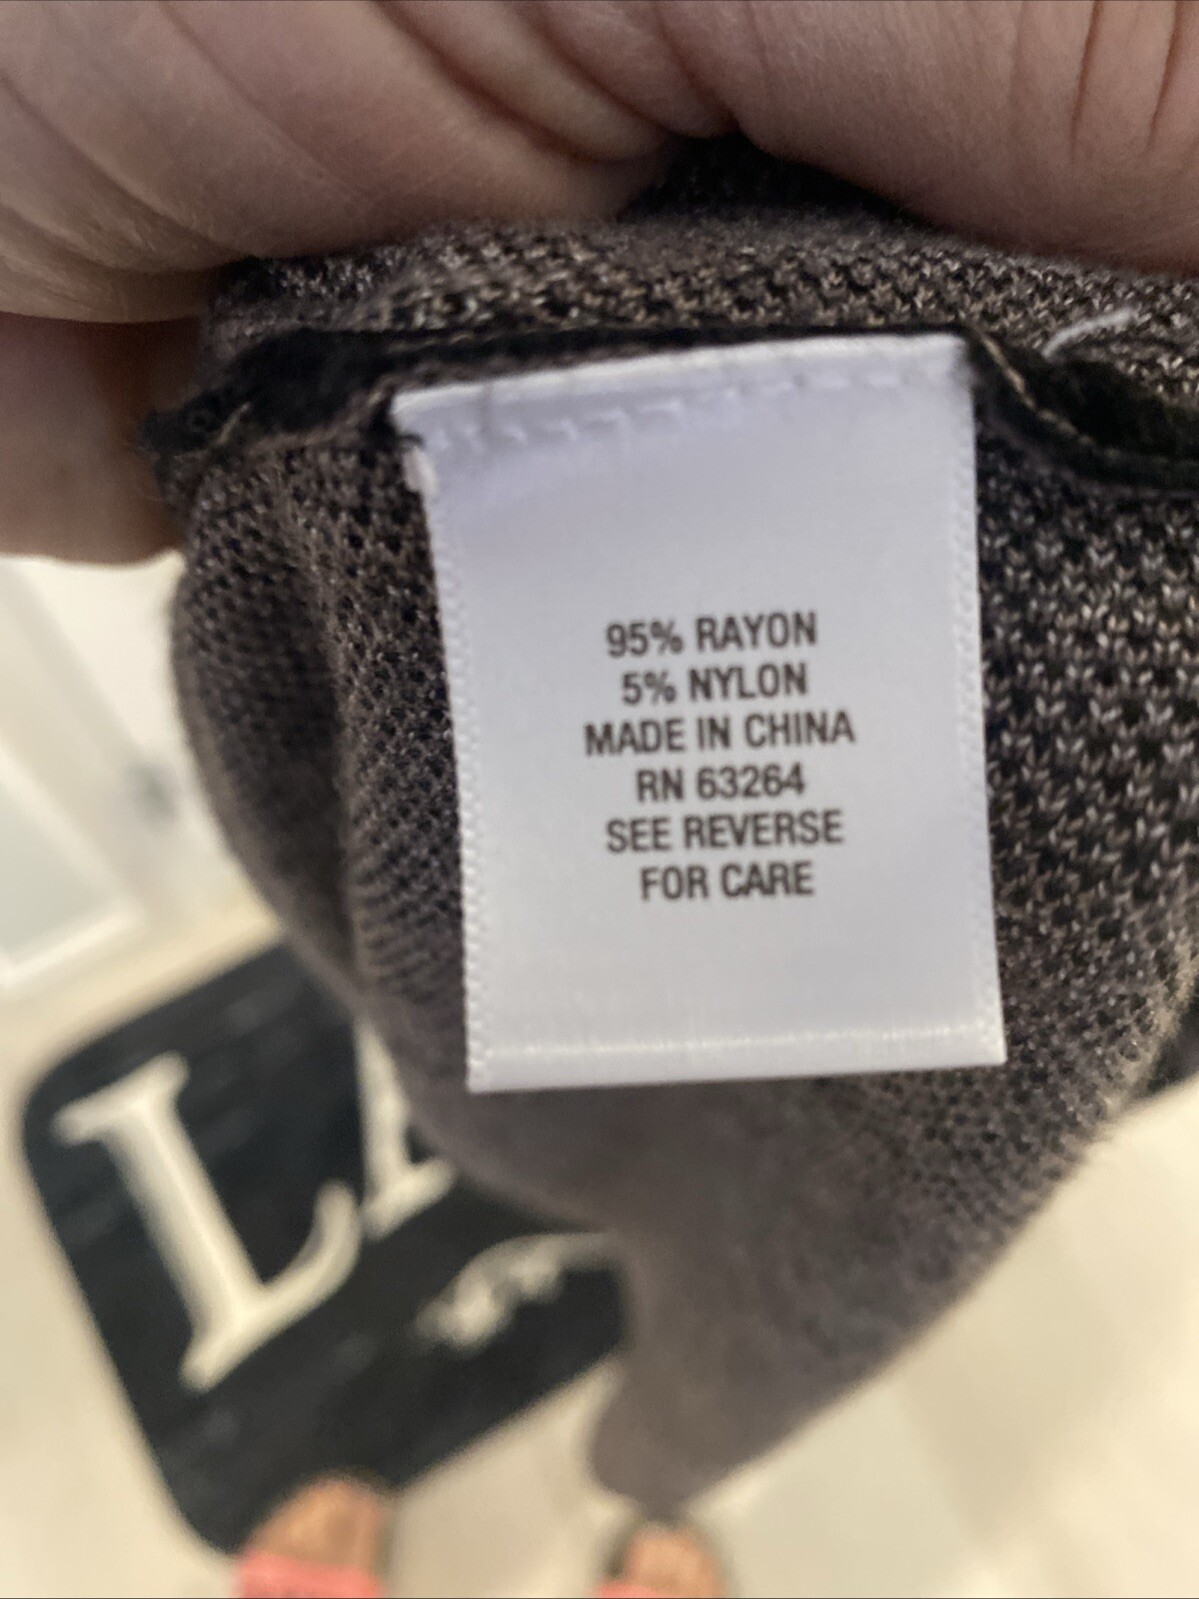 95% RAYON
5% NYLON
MADE IN CHINA
RN 63264
SEE REVERSE
FOR CARE